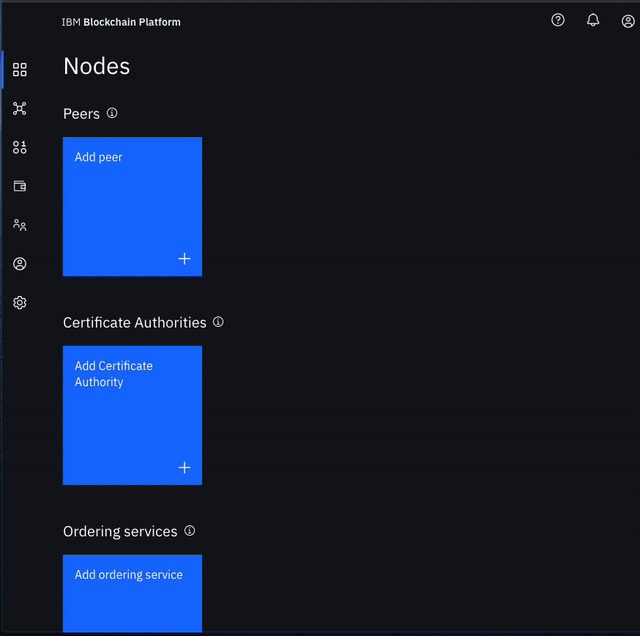 IBM Blockchain Platform
Nodes
Peers
Add peer
Certificate Authorities
Add Certificate
Authority
Ordering services
Add ordering service